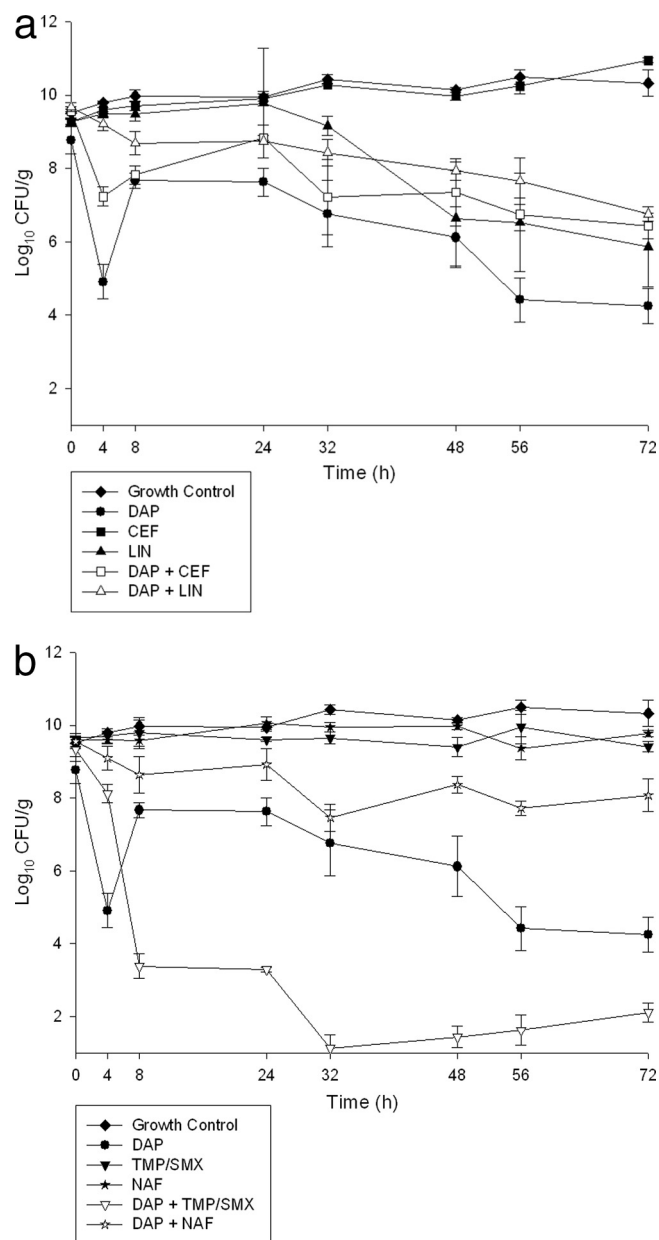 a
12
10
8
6
4
2
Log10 CFU/g
0 4 8 24 32 48 56 72
Time (h)
Growth Control
DAP
CEF
LIN
DAP + CEF
DAP + LIN
b
12
10
8
6
4
2
Log10 CFU/g
0 4 8 24 32 48 56 72
Time (h)
Growth Control
DAP
TMP/SMX
NAF
DAP + TMP/SMX
DAP + NAF